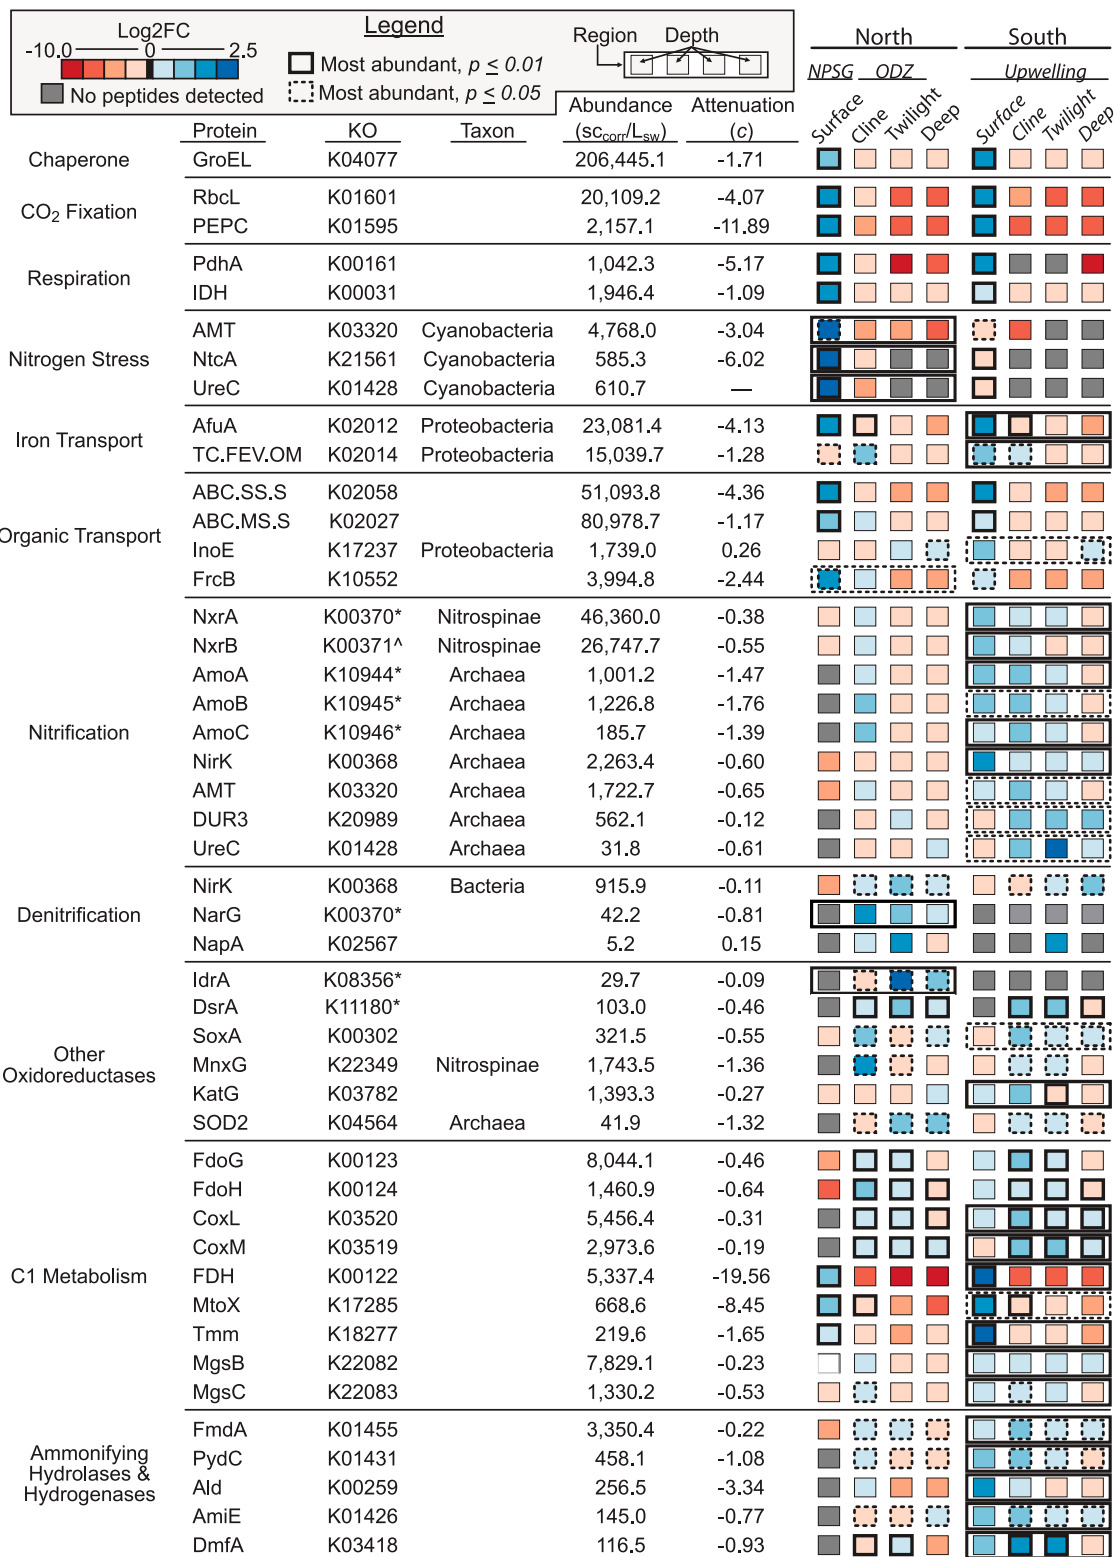 Log2FC
-10.0 0 2.5
No peptides detected
Legend
Most abundant, p ≤ 0.01
Most abundant, p ≤ 0.05
Region Depth
North South
NPSG ODZ Upwelling
Surface Cline Twilight Deep Surface Cline Twilight Deep
Protein KO Taxon Abundance (sccorr/Lsw) Attenuation (c)
Chaperone GroEL K04077 206,445.1 -1.71
CO2 Fixation
RbcL K01601 20,109.2 -4.07
PEPC K01595 2,157.1 -11.89
Respiration
PdhA K00161 1,042.3 -5.17
IDH K00031 1,946.4 -1.09
Nitrogen Stress
AMT K03320 Cyanobacteria 4,768.0 -3.04
NtcA K21561 Cyanobacteria 585.3 -6.02
UreC K01428 Cyanobacteria 610.7 —
Iron Transport
AfuA K02012 Proteobacteria 23,081.4 -4.13
TC.FEV.OM K02014 Proteobacteria 15,039.7 -1.28
Organic Transport
ABC.SS.S K02058 51,093.8 -4.36
ABC.MS.S K02027 80,978.7 -1.17
InoE K17237 Proteobacteria 1,739.0 0.26
FrcB K10552 3,994.8 -2.44
Nitrification
NxrA K00370* Nitrospinae 46,360.0 -0.38
NxrB K00371^ Nitrospinae 26,747.7 -0.55
AmoA K10944* Archaea 1,001.2 -1.47
AmoB K10945* Archaea 1,226.8 -1.76
AmoC K10946* Archaea 185.7 -1.39
NirK K00368 Archaea 2,263.4 -0.60
AMT K03320 Archaea 1,722.7 -0.65
DUR3 K20989 Archaea 562.1 -0.12
UreC K01428 Archaea 31.8 -0.61
Denitrification
NirK K00368 Bacteria 915.9 -0.11
NarG K00370* 42.2 -0.81
NapA K02567 5.2 0.15
Other Oxidoreductases
IdrA K08356* 29.7 -0.09
DsrA K11180* 103.0 -0.46
SoxA K00302 321.5 -0.55
MnxG K22349 Nitrospinae 1,743.5 -1.36
KatG K03782 1,393.3 -0.27
SOD2 K04564 Archaea 41.9 -1.32
C1 Metabolism
FdoG K00123 8,044.1 -0.46
FdoH K00124 1,460.9 -0.64
CoxL K03520 5,456.4 -0.31
CoxM K03519 2,973.6 -0.19
FDH K00122 5,337.4 -19.56
MtoX K17285 668.6 -8.45
Tmm K18277 219.6 -1.65
MgsB K22082 7,829.1 -0.23
MgsC K22083 1,330.2 -0.53
Ammonifying Hydrolases & Hydrogenases
FmdA K01455 3,350.4 -0.22
PydC K01431 458.1 -1.08
Ald K00259 256.5 -3.34
AmiE K01426 145.0 -0.77
DmfA K03418 116.5 -0.93